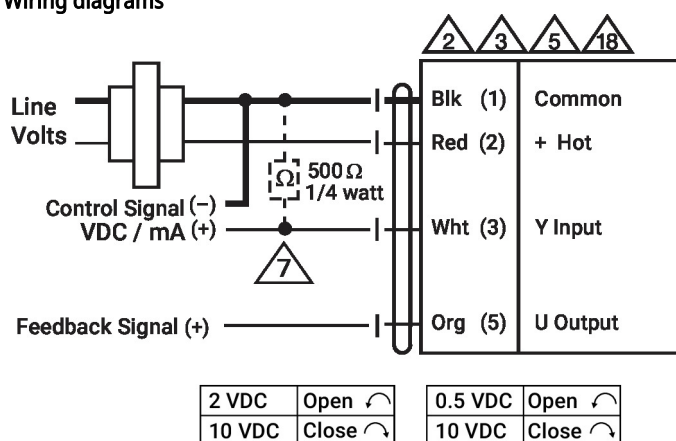 Wiring diagrams
2 3 5 18
Line
Volts
Blk (1) Common
Red (2) + Hot
Ω 500 Ω
1/4 watt
Control Signal (−)
VDC / mA (+)
Wht (3) Y Input
7
Feedback Signal (+)
Org (5) U Output
2 VDC Open 0.5 VDC Open
10 VDC Close 10 VDC Close